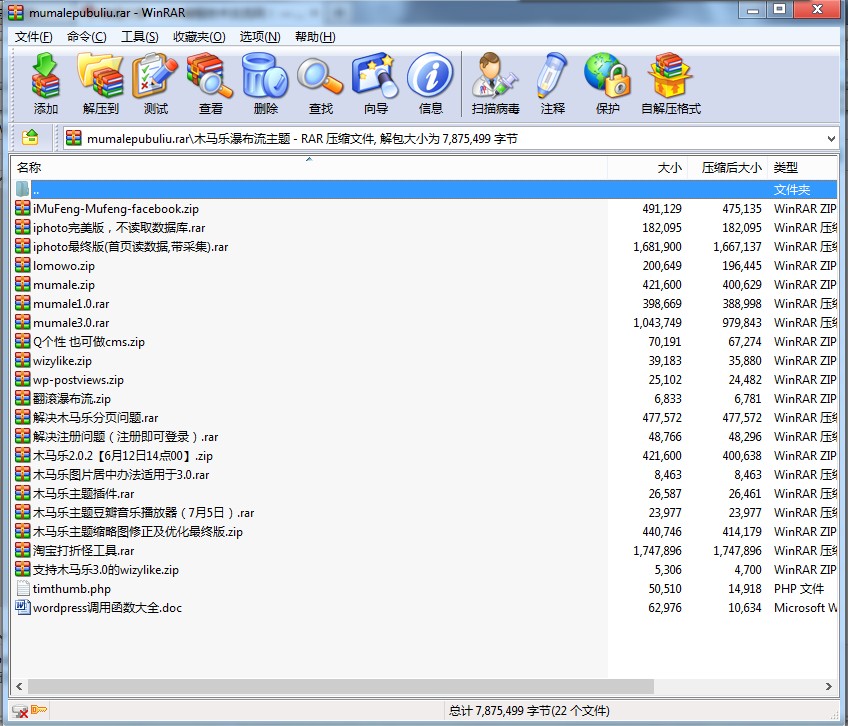 mumalepubuliu.rar - WinRAR
文件(F) 命令(C) 工具(S) 收藏夹(O) 选项(N) 帮助(H)
添加 解压到 测试 查看 删除 查找 向导 信息 扫描病毒 注释 保护 自解压格式
mumalepubuliu.rar\木马乐瀑布流主题 - RAR 压缩文件, 解包大小为 7,875,499 字节
名称 大小 压缩后大小 类型
.. 文件夹
iMuFeng-Mufeng-facebook.zip 491,129 475,135 WinRAR ZIP
iphoto完美版，不读取数据库.rar 182,095 182,095 WinRAR 压缩
iphoto最终版(首页读数据,带采集).rar 1,681,900 1,667,137 WinRAR 压缩
lomowo.zip 200,649 196,445 WinRAR ZIP
mumale.zip 421,600 400,629 WinRAR ZIP
mumale1.0.rar 398,669 388,998 WinRAR 压缩
mumale3.0.rar 1,043,749 979,843 WinRAR 压缩
Q个性 也可做cms.zip 70,191 67,274 WinRAR ZIP
wizylike.zip 39,183 35,880 WinRAR ZIP
wp-postviews.zip 25,102 24,482 WinRAR ZIP
翻滚瀑布流.zip 6,833 6,781 WinRAR ZIP
解决木马乐分页问题.rar 477,572 477,572 WinRAR 压缩
解决注册问题（注册即可登录）.rar 48,766 48,296 WinRAR 压缩
木马乐2.0.2【6月12日14点00】.zip 421,600 400,638 WinRAR ZIP
木马乐图片居中办法适用于3.0.rar 8,463 8,463 WinRAR 压缩
木马乐主题插件.rar 26,587 26,461 WinRAR 压缩
木马乐主题豆瓣音乐播放器（7月5日）.rar 23,977 23,977 WinRAR 压缩
木马乐主题缩略图修正及优化最终版.zip 440,746 414,179 WinRAR ZIP
淘宝打折怪工具.rar 1,747,896 1,747,896 WinRAR 压缩
支持木马乐3.0的wizylike.zip 5,306 4,700 WinRAR ZIP
timthumb.php 50,510 14,918 PHP 文件
wordpress调用函数大全.doc 62,976 10,634 Microsoft W
总计 7,875,499 字节(22 个文件)